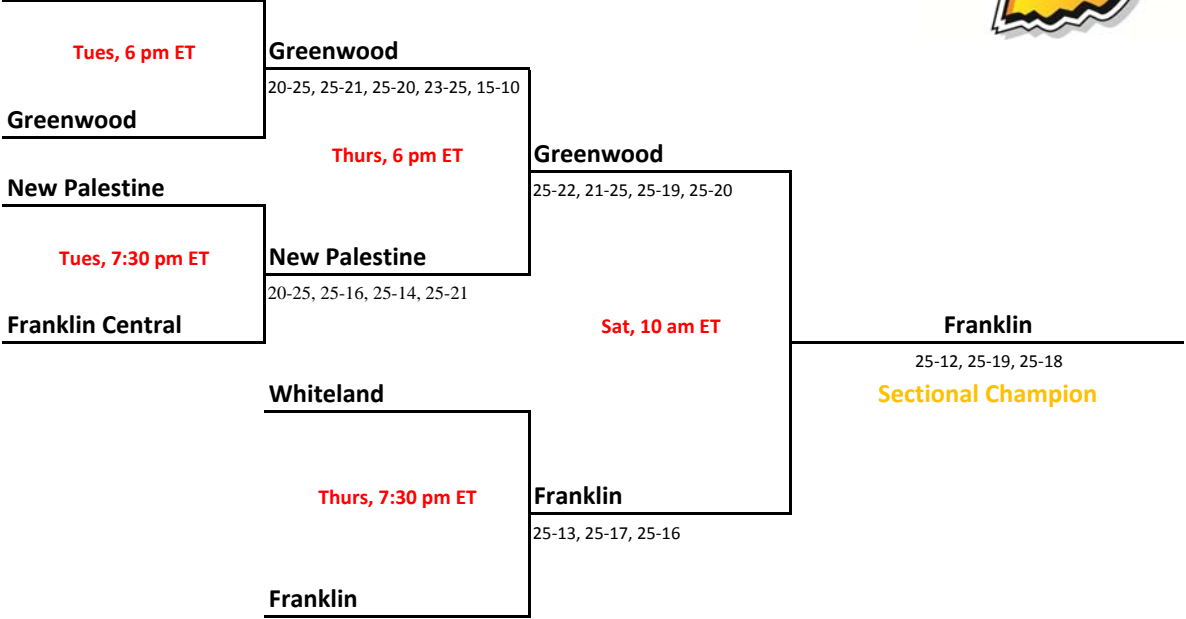 Tues, 6 pm ET
Greenwood
20-25, 25-21, 25-20, 23-25, 15-10
Greenwood
Thurs, 6 pm ET
Greenwood
New Palestine
25-22, 21-25, 25-19, 25-20
Tues, 7:30 pm ET
New Palestine
20-25, 25-16, 25-14, 25-21
Franklin Central
Sat, 10 am ET
Franklin
25-12, 25-19, 25-18
Whiteland
Sectional Champion
Thurs, 7:30 pm ET
Franklin
25-13, 25-17, 25-16
Franklin